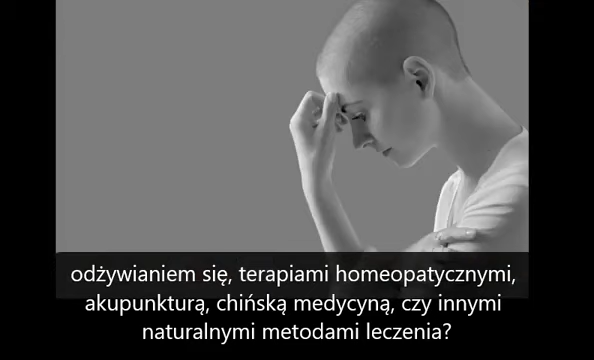 odżywianiem się, terapiami homeopatycznymi,
akupunkturą, chińską medycyną, czy innymi
naturalnymi metodami leczenia?